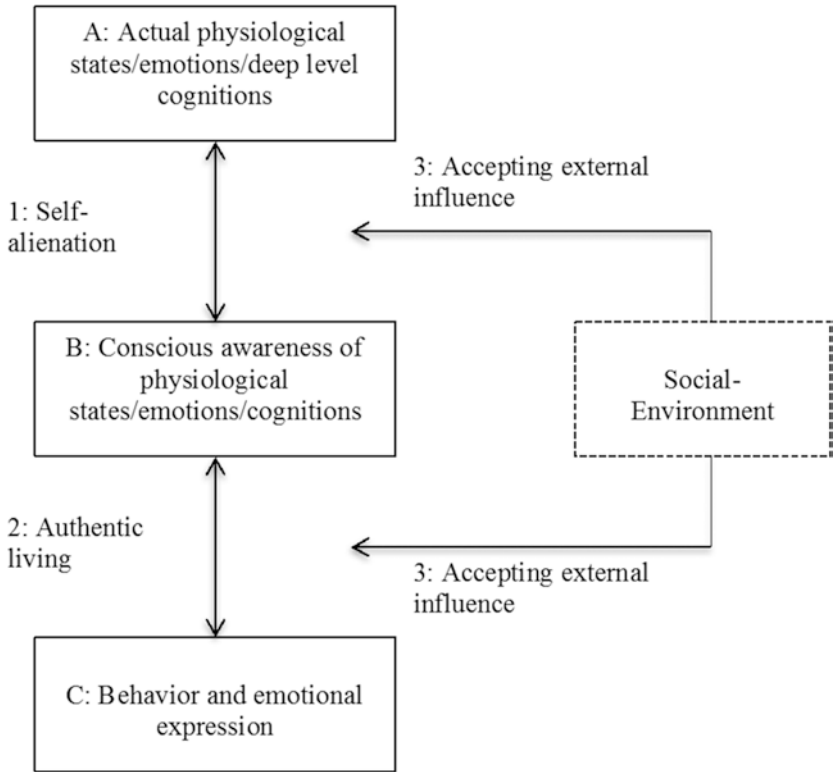 A: Actual physiological
states/emotions/deep level
cognitions
3: Accepting external
influence
1: Self-
alienation
B: Conscious awareness of
physiological
states/emotions/cognitions
Social-
Environment
2: Authentic
living
3: Accepting external
influence
C: Behavior and emotional
expression